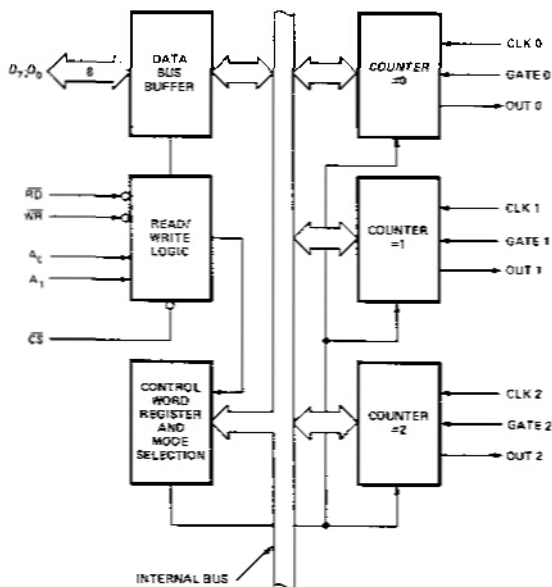 D7-D0
8
DATA
BUS
BUFFER
COUNTER
=0
CLK 0
GATE 0
OUT 0
RD
WR
A0
A1
CS
READ/
WRITE
LOGIC
COUNTER
=1
CLK 1
GATE 1
OUT 1
CONTROL
WORD
REGISTER
AND
MODE
SELECTION
COUNTER
=2
CLK 2
GATE 2
OUT 2
INTERNAL BUS